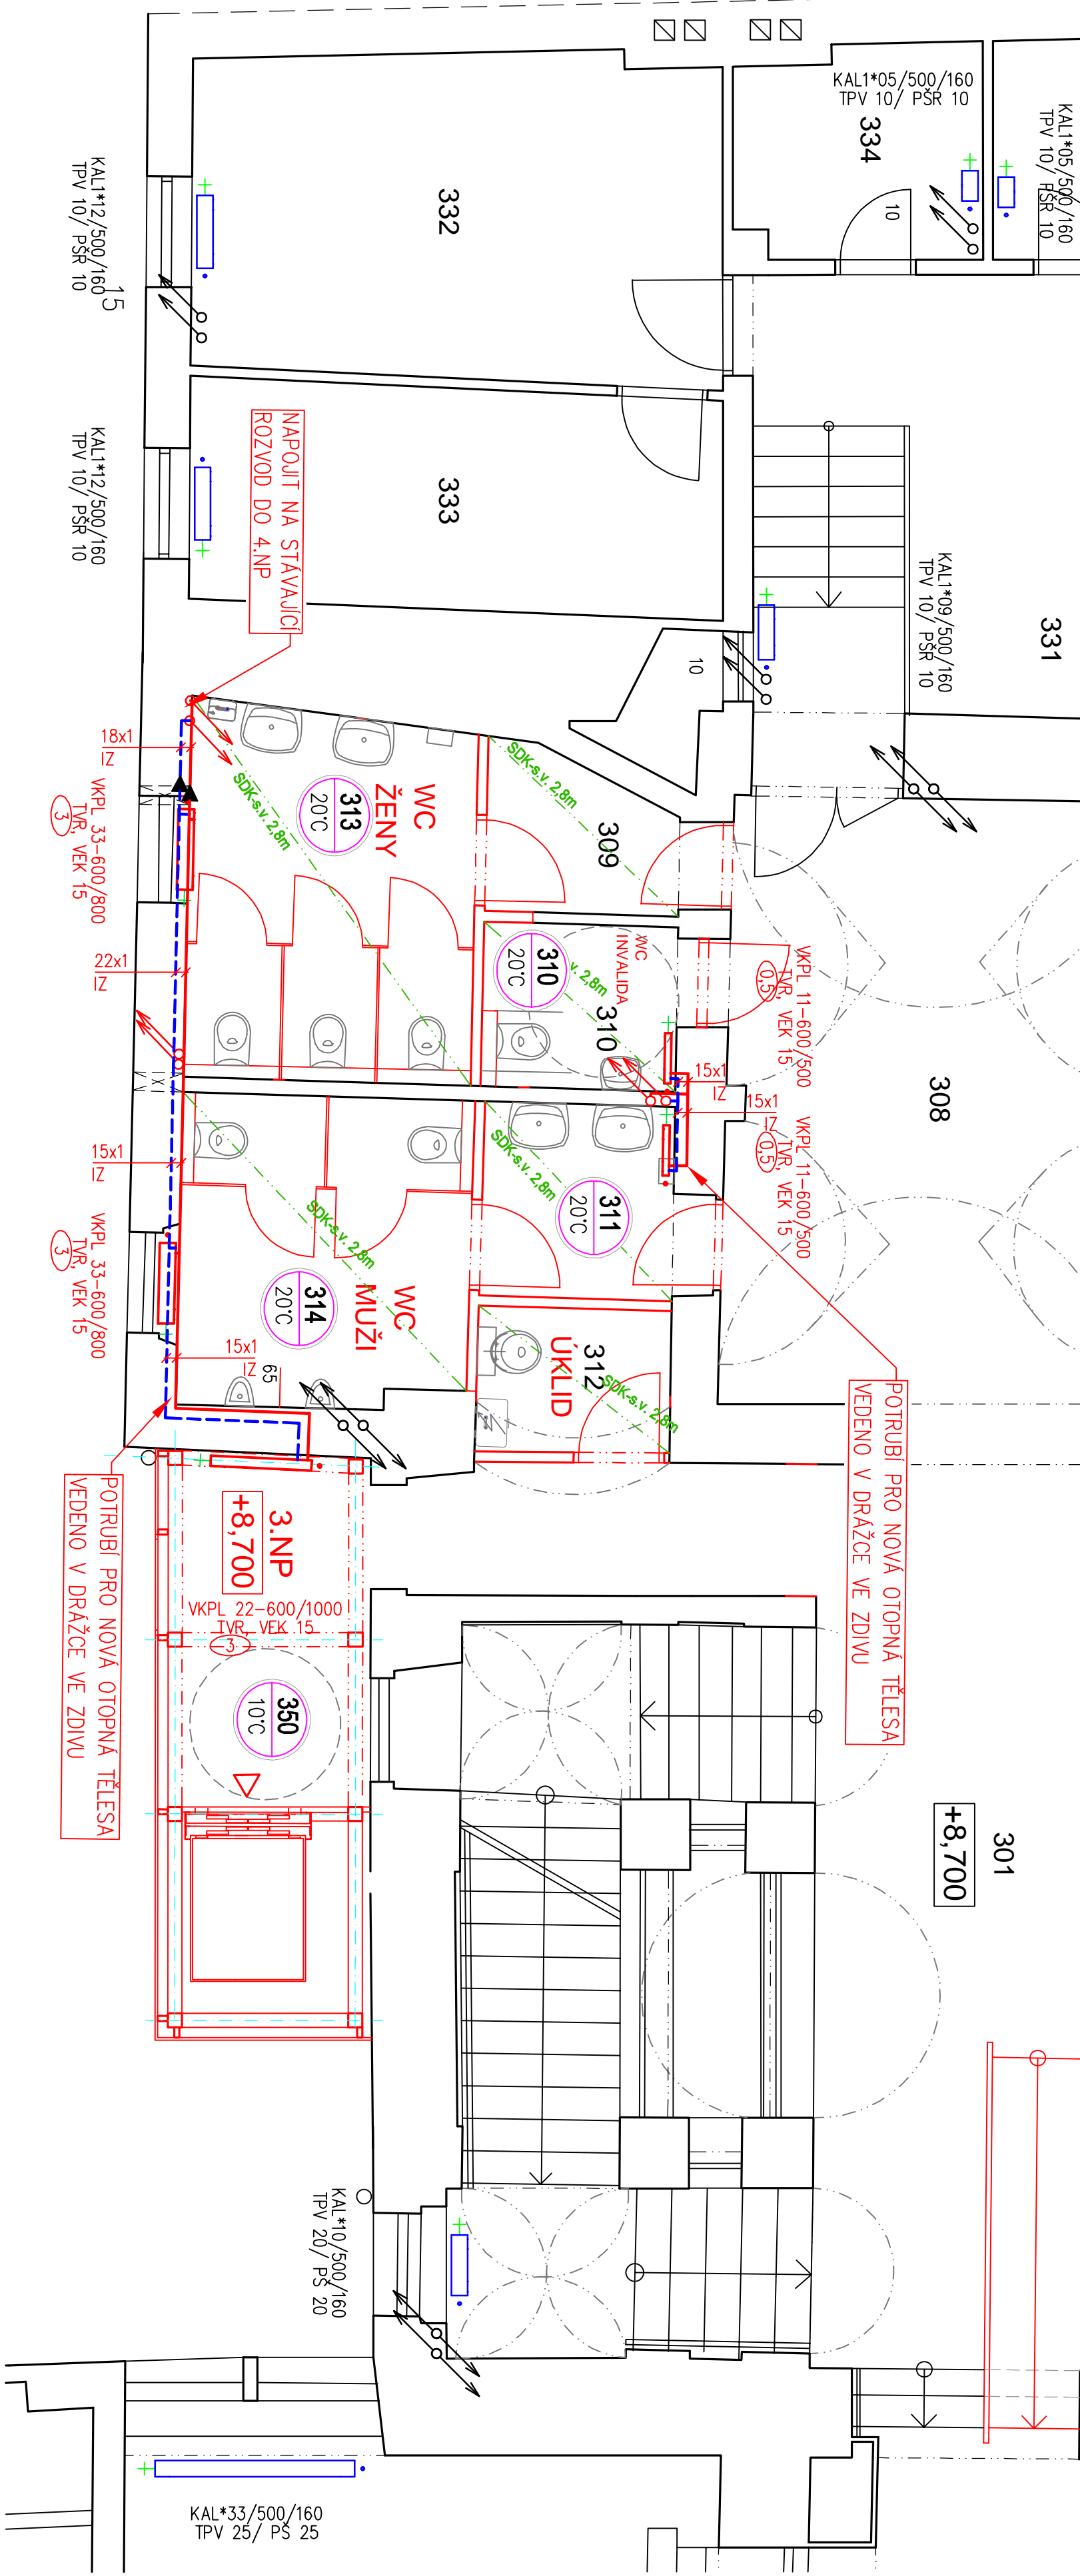 KAL1*05/500/160
TPV 10/ PŠR 10
334
10
KAL1*05/500/160
TPV 10/ PŠR 10
332
KAL1*12/500/160
TPV 10/ PŠR 10
15
333
KAL1*12/500/160
TPV 10/ PŠR 10
NAPOJIT NA STÁVAJÍCÍ
ROZVOD DO 4.NP
KAL1*09/500/160
TPV 10/ PŠR 10
331
10
18x1
IZ
VKPL 33-600/800
TVR, VEK 15
3
SDK-s.v. 2,8m
313
20°C
WC
ŽENY
SDK-s.v. 2,8m
309
22x1
IZ
310
20°C
WC
INVALIDA
v. 2,8m
310
VKPL 11-600/500
TVR, VEK 15
0,5
308
15x1
IZ
15x1
IZ
VKPL 11-600/500
TVR, VEK 15
0,5
15x1
IZ
VKPL 33-600/800
TVR, VEK 15
3
SDK-s.v. 2,8m
SDK-s.v. 2,8m
311
20°C
314
20°C
WC
MUŽI
15x1
IZ
65
312
ÚKLID
SDK-s.v. 2,8m
POTRUBÍ PRO NOVÁ OTOPNÁ TĚLESA
VEDENO V DRÁŽCE VE ZDIVU
POTRUBÍ PRO NOVÁ OTOPNÁ TĚLESA
VEDENO V DRÁŽCE VE ZDIVU
3.NP
+8,700
VKPL 22-600/1000
TVR, VEK 15
3
350
10°C
301
+8,700
KAL*10/500/160
TPV 20/ PŠ 20
KAL*33/500/160
TPV 25/ PŠ 25